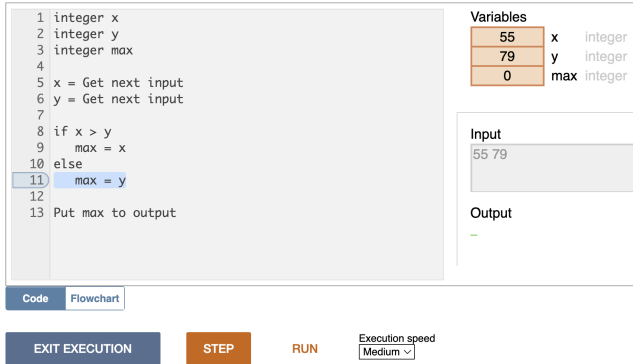 1 integer x
2 integer y
3 integer max
4
5 x = Get next input
6 y = Get next input
7
8 if x > y
9 max = x
10 else
11 max = y
12
13 Put max to output
Variables
55 x integer
79 y integer
0 max integer
Input
55 79
Output
Code Flowchart
EXIT EXECUTION STEP RUN
Execution speed
Medium